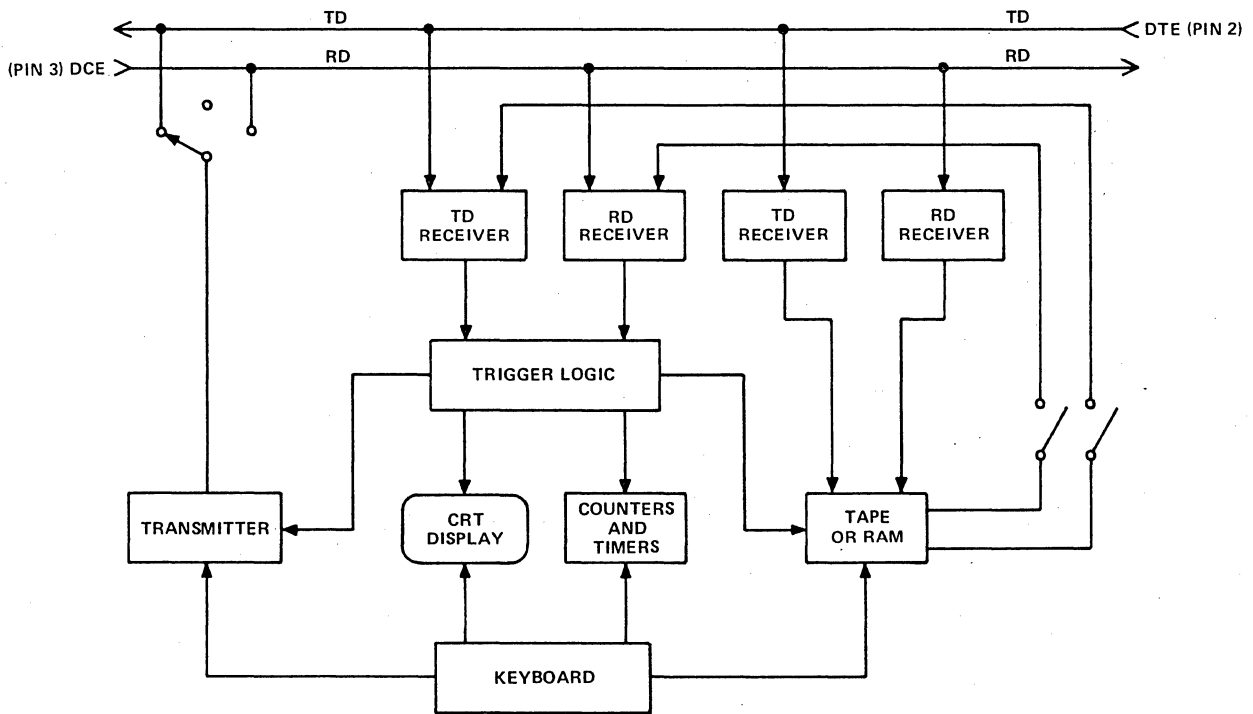 TD
TD
DTE (PIN 2)
(PIN 3) DCE
RD
RD
TD
RECEIVER
RD
RECEIVER
TD
RECEIVER
RD
RECEIVER
TRIGGER LOGIC
TRANSMITTER
CRT
DISPLAY
COUNTERS
AND
TIMERS
TAPE
OR RAM
KEYBOARD